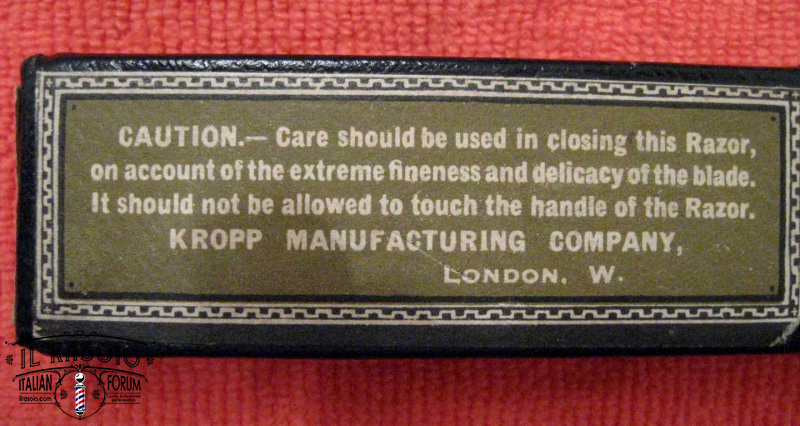 CAUTION.— Care should be used in closing this Razor,
on account of the extreme fineness and delicacy of the blade.
It should not be allowed to touch the handle of the Razor.
KROPP MANUFACTURING COMPANY,
LONDON, W.
IL RASOIO
ITALIAN FORUM
ilrasoio.com